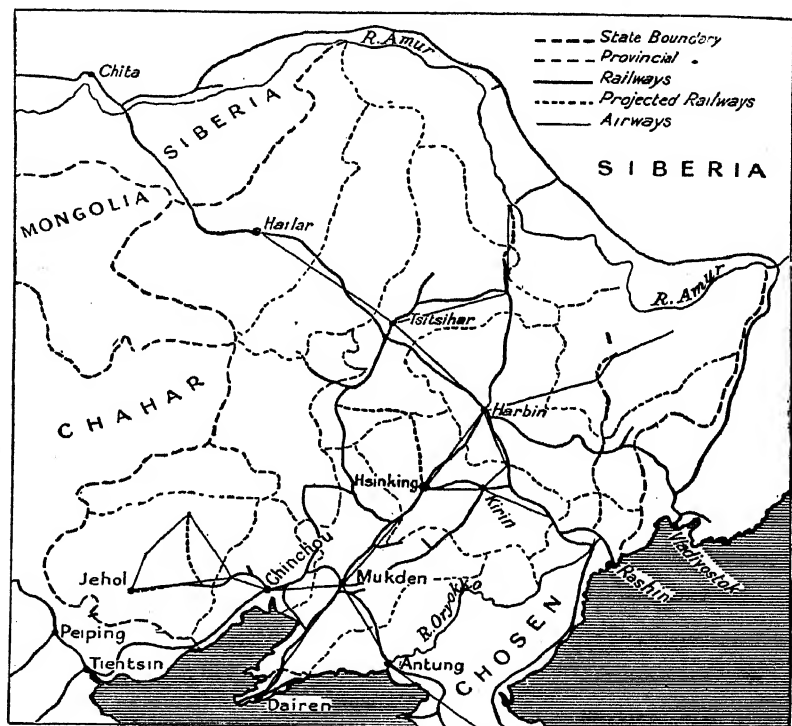 R. Amur
State Boundary
Provincial "
Railways
Projected Railways
Airways
Chita
SIBERIA
SIBERIA
MONGOLIA
Hailar
R. Amur
Tsitsihar
CHAHAR
Harbin
Hsinking
Kirin
Chinchou
Jehol
Mukden
R. Oryokko
Rashin
Vladivostok
CHOSEN
Peiping
Tientsin
Antung
Dairen